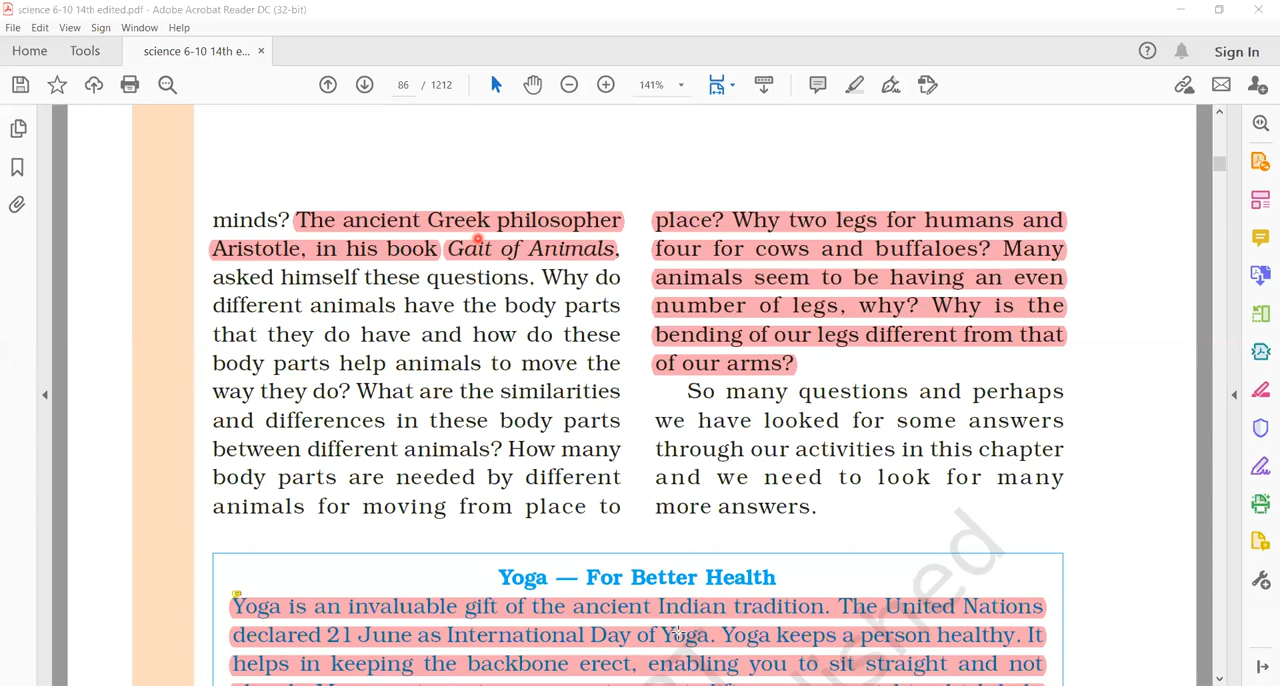 science 6-10 14th edited.pdf - Adobe Acrobat Reader DC (32-bit)
File Edit View Sign Window Help
Home Tools science 6-10 14th e... × Sign In
86 / 1212 141%
minds? The ancient Greek philosopher
Aristotle, in his book Gait of Animals,
asked himself these questions. Why do
different animals have the body parts
that they do have and how do these
body parts help animals to move the
way they do? What are the similarities
and differences in these body parts
between different animals? How many
body parts are needed by different
animals for moving from place to
place? Why two legs for humans and
four for cows and buffaloes? Many
animals seem to be having an even
number of legs, why? Why is the
bending of our legs different from that
of our arms?
So many questions and perhaps
we have looked for some answers
through our activities in this chapter
and we need to look for many
more answers.
Yoga — For Better Health
Yoga is an invaluable gift of the ancient Indian tradition. The United Nations
declared 21 June as International Day of Yoga. Yoga keeps a person healthy. It
helps in keeping the backbone erect, enabling you to sit straight and not